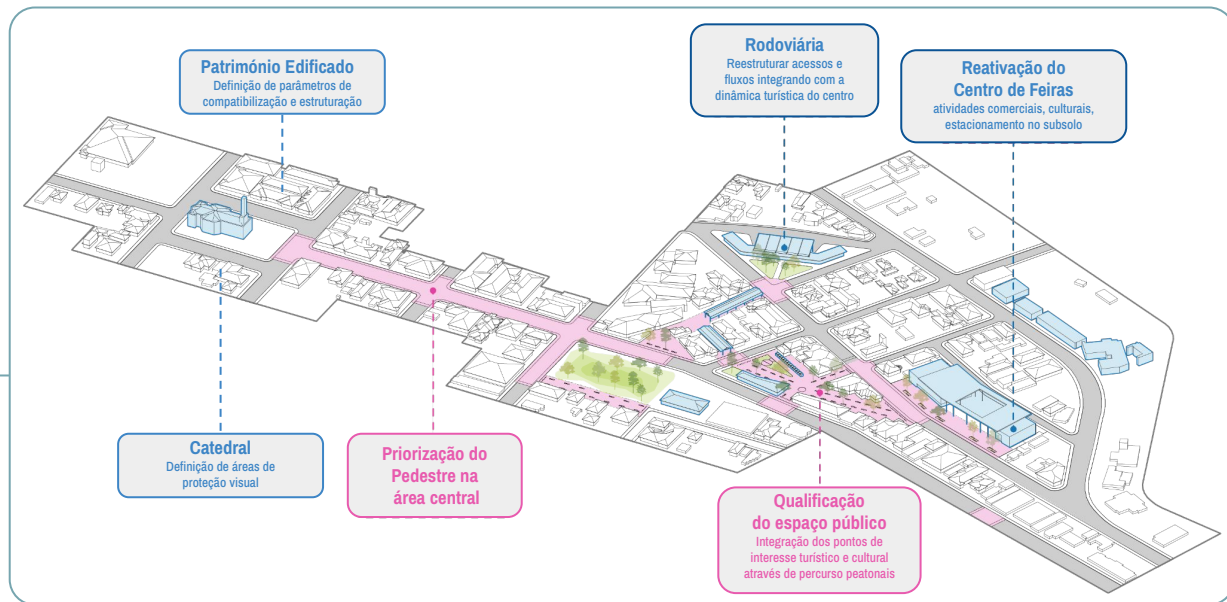 Património Edificado
Definição de parâmetros de
compatibilização e estruturação
Rodoviária
Reestruturar acessos e
fluxos integrando com a
dinâmica turística do centro
Reativação do
Centro de Feiras
atividades comerciais, culturais,
estacionamento no subsolo
Catedral
Definição de áreas de
proteção visual
Priorização do
Pedestre na
área central
Qualificação
do espaço público
Integração dos pontos de
interesse turístico e cultural
através de percurso peatonais